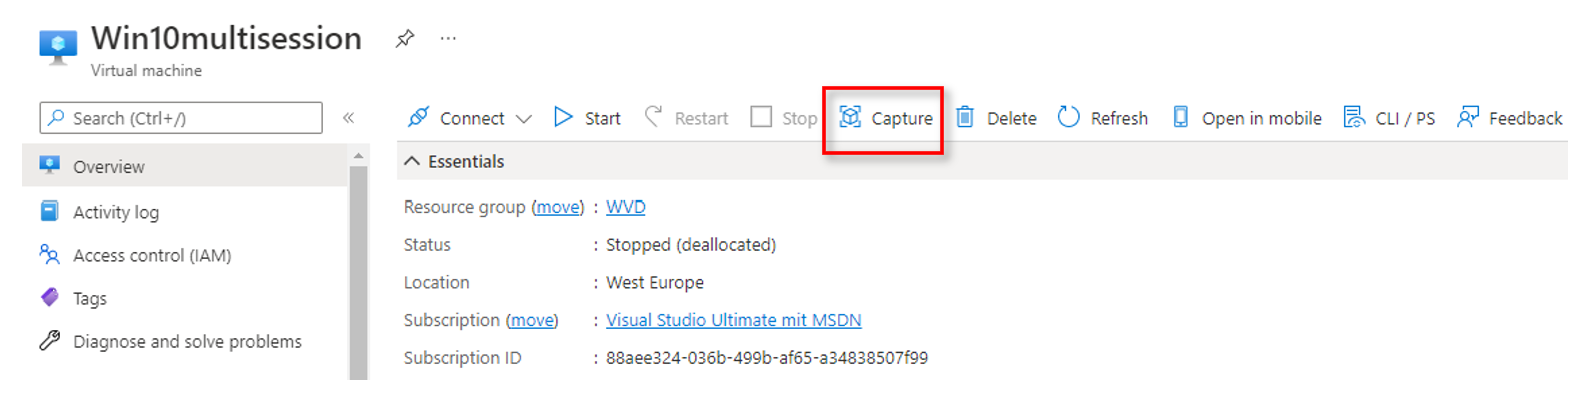 Win10multisession
Virtual machine
Search (Ctrl+/)
Connect Start Restart Stop Capture Delete Refresh Open in mobile CLI / PS Feedback
Overview
Activity log
Access control (IAM)
Tags
Diagnose and solve problems
Essentials
Resource group (move) : WVD
Status : Stopped (deallocated)
Location : West Europe
Subscription (move) : Visual Studio Ultimate mit MSDN
Subscription ID : 88aee324-036b-499b-af65-a34838507f99